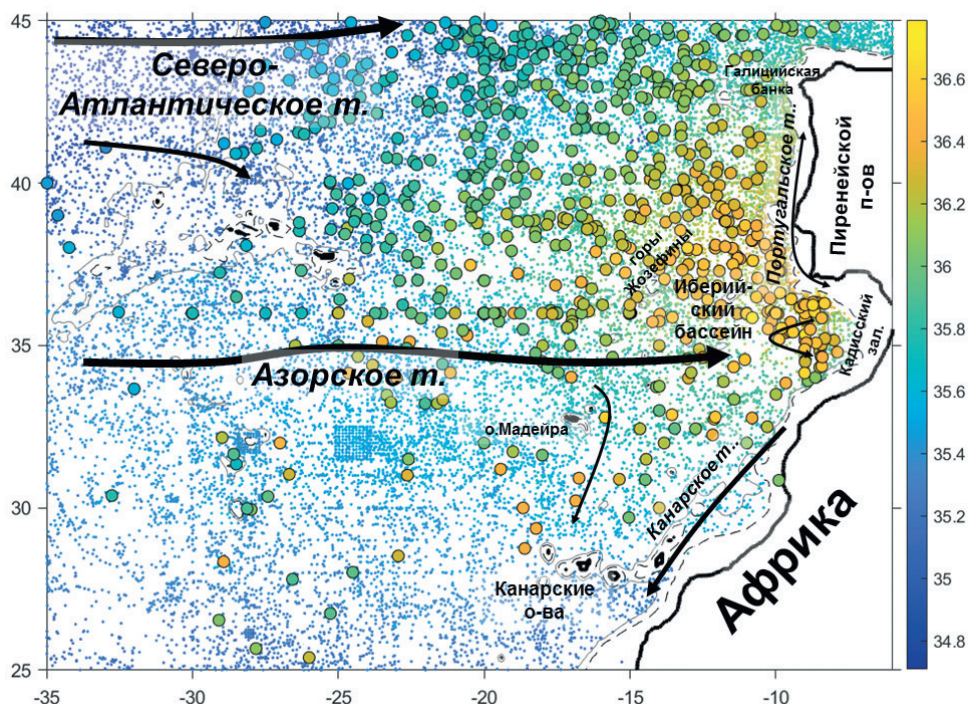 45
40
35
30
25
-35
-30
-25
-20
-15
-10
Северо-
Атлантическое т.
Галицийская
банка
Португальское т..
Пиренейской
п-ов
горы
Жозефины
Иберий-
ский
бассейн
Кадисский
зал.
Азорское т.
о.Мадейра
Канарское т..
Канарские
о-ва
Африка
36.6
36.4
36.2
36
35.8
35.6
35.4
35.2
35
34.8